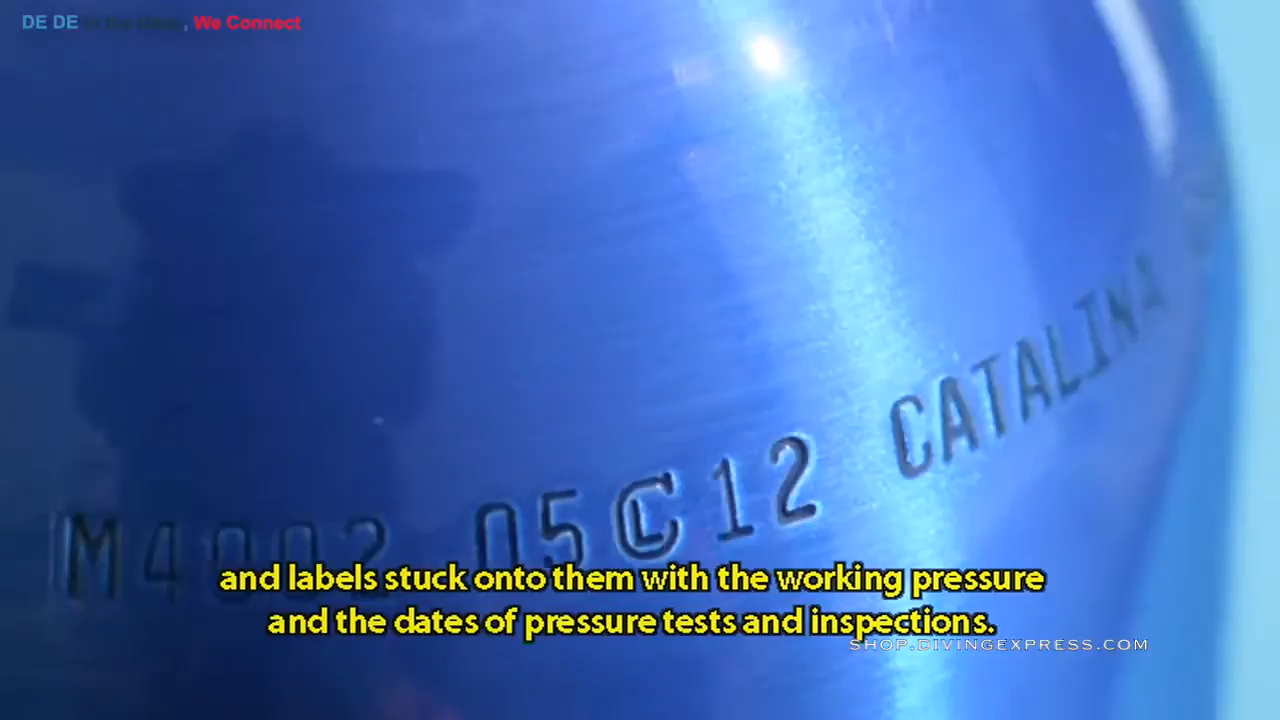 DE DE , We Connect
M4002 05 C 12 CATALINA
and labels stuck onto them with the working pressure
and the dates of pressure tests and inspections.
SHOP.DIVINGEXPRESS.COM